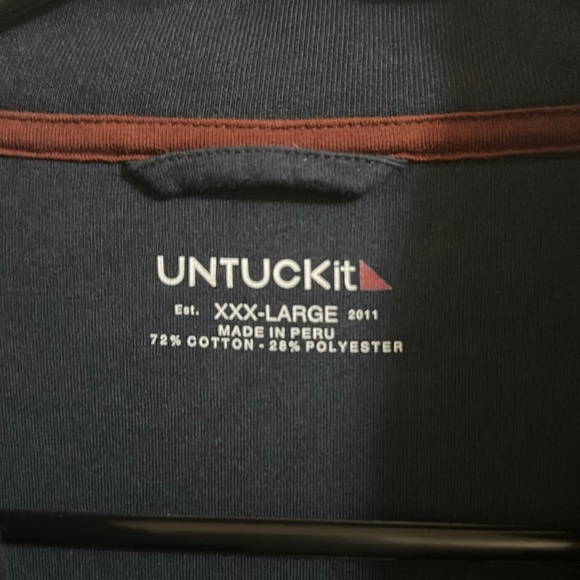 UNTUCKit
Est. XXX-LARGE 2011
MADE IN PERU
72% COTTON - 28% POLYESTER